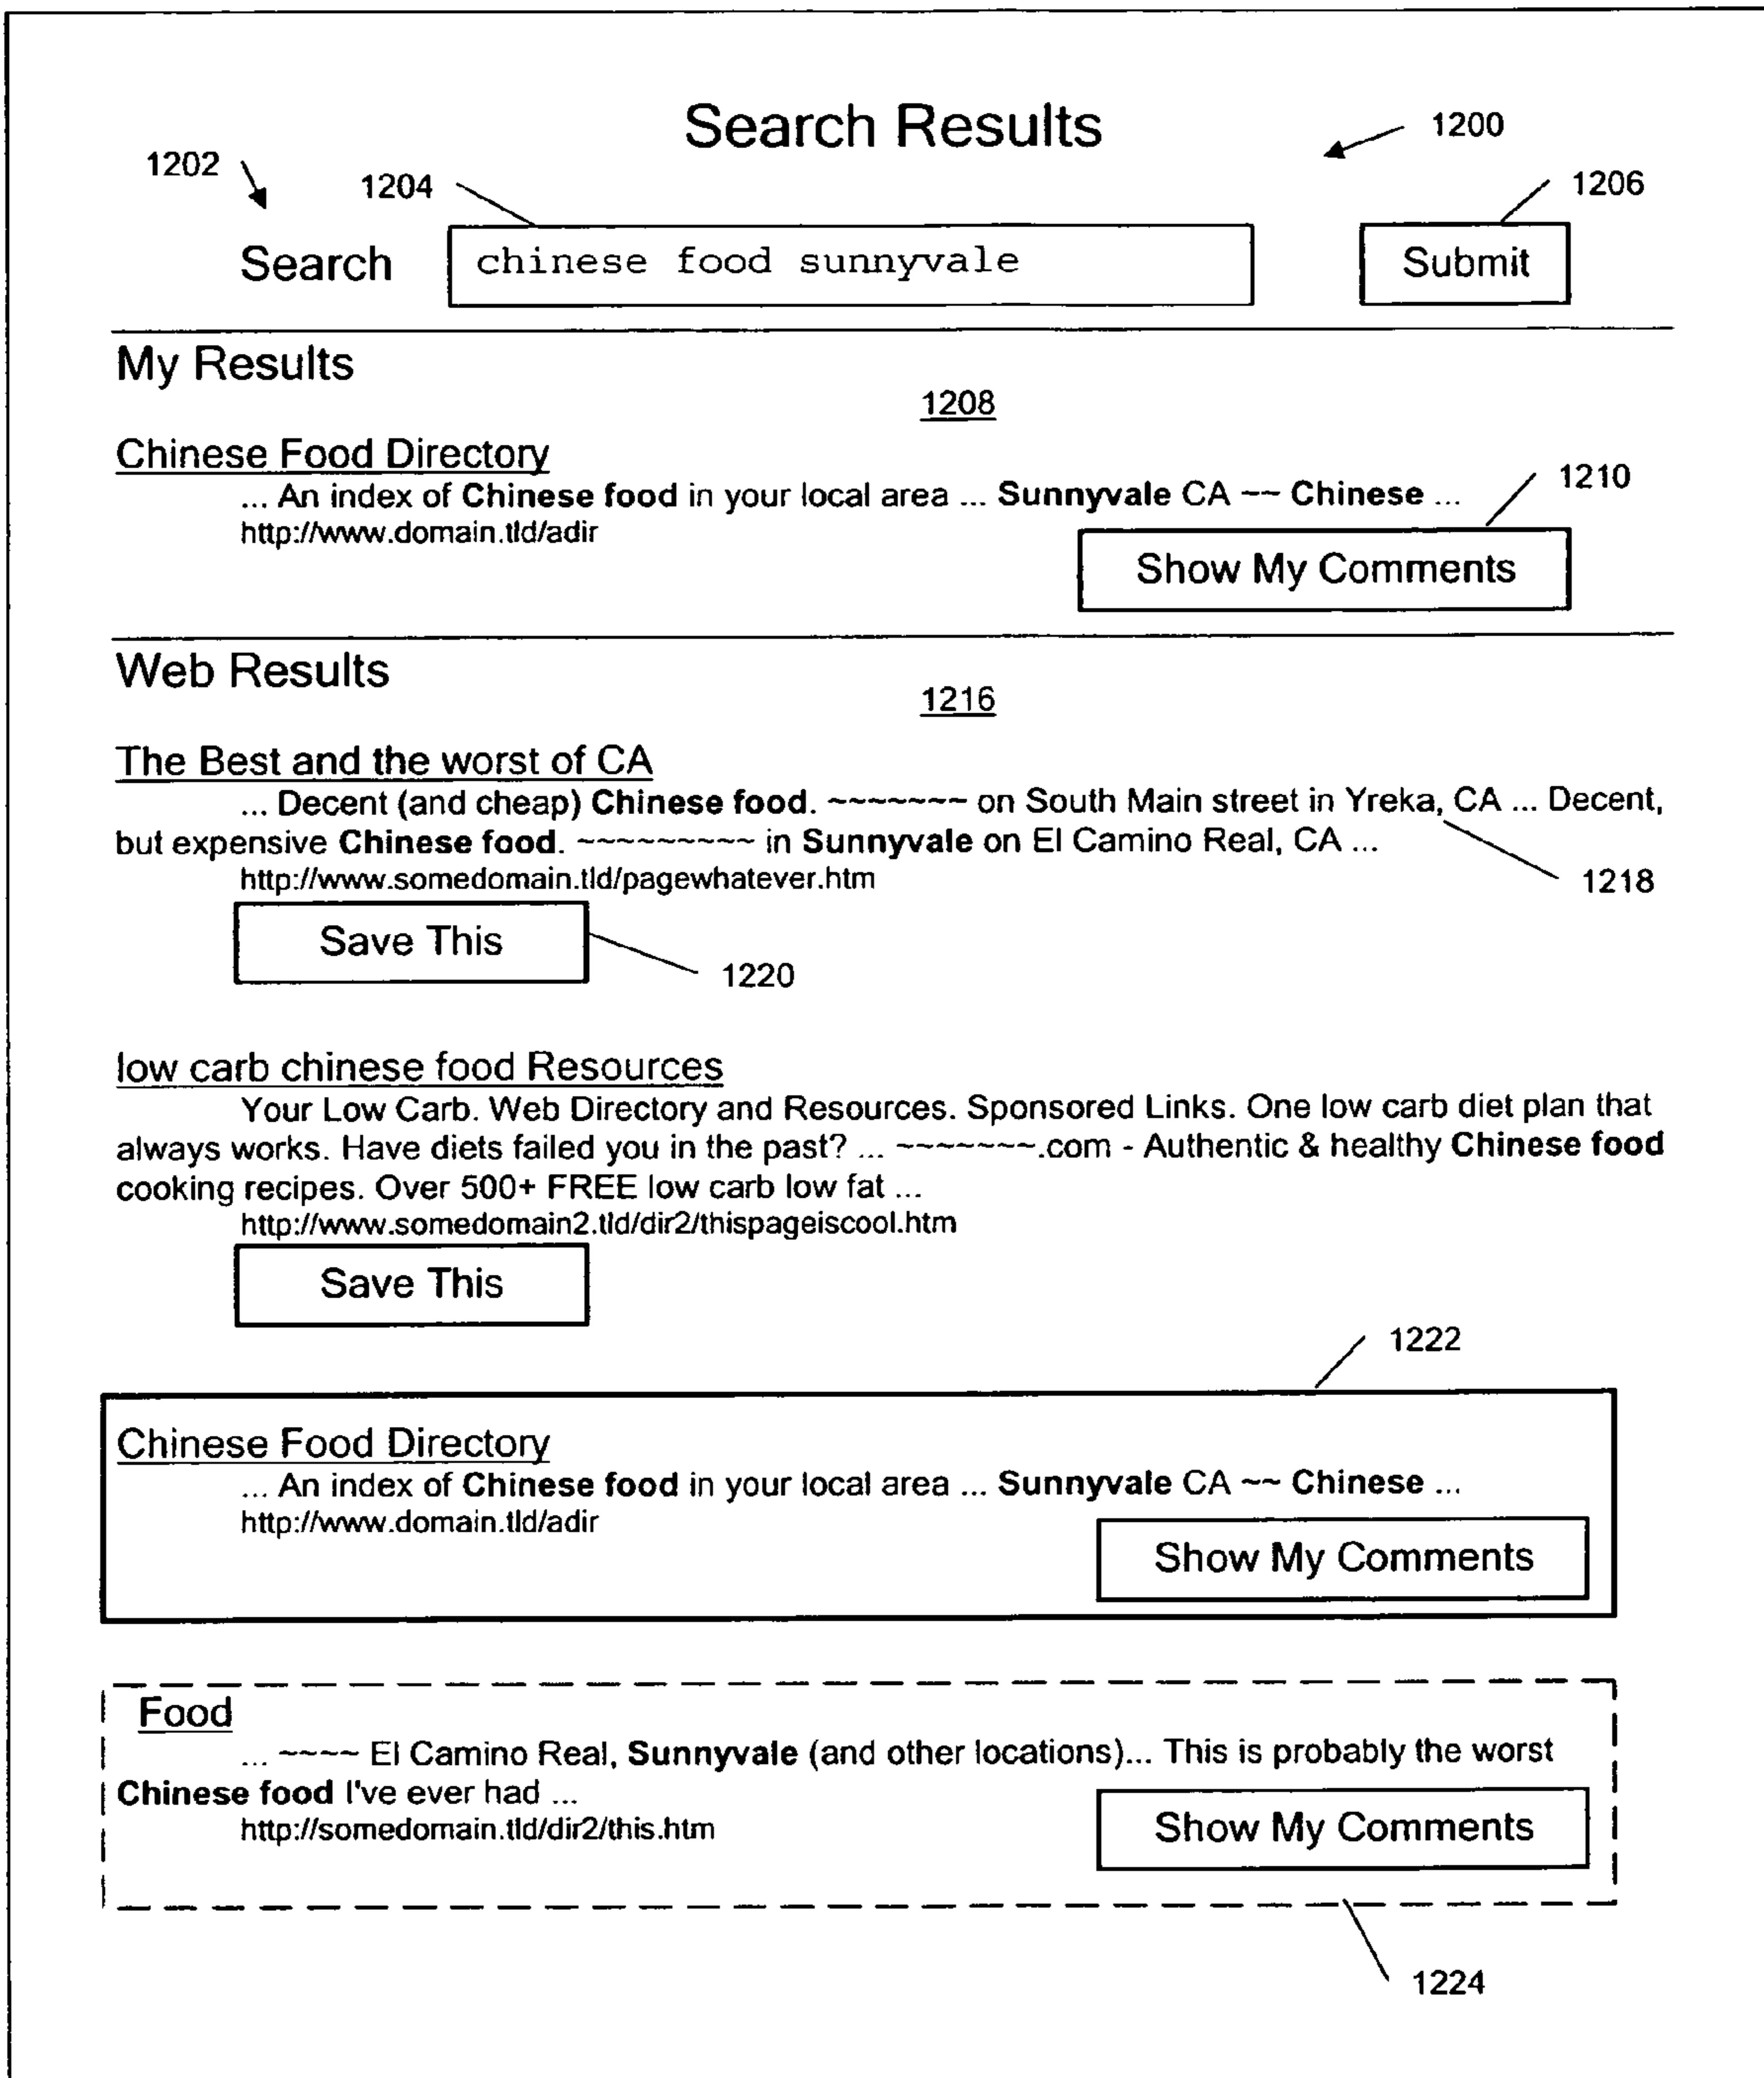 Search Results
1200
1202
1204
1206
Search
chinese food sunnyvale
Submit
My Results
1208
Chinese Food Directory
1210
... An index of Chinese food in your local area ... Sunnyvale CA ~~ Chinese ...
http://www.domain.tld/adir
Show My Comments
Web Results
1216
The Best and the worst of CA
... Decent (and cheap) Chinese food. ~~~~~~~ on South Main street in Yreka, CA ... Decent,
but expensive Chinese food. ~~~~~~~~~ in Sunnyvale on El Camino Real, CA ...
http://www.somedomain.tld/pagewhatever.htm
1218
Save This
1220
low carb chinese food Resources
Your Low Carb. Web Directory and Resources. Sponsored Links. One low carb diet plan that
always works. Have diets failed you in the past? ... ~~~~~~~.com - Authentic & healthy Chinese food
cooking recipes. Over 500+ FREE low carb low fat ...
http://www.somedomain2.tld/dir2/thispageiscool.htm
Save This
1222
Chinese Food Directory
... An index of Chinese food in your local area ... Sunnyvale CA ~~ Chinese ...
http://www.domain.tld/adir
Show My Comments
Food
... ~~~~ El Camino Real, Sunnyvale (and other locations)... This is probably the worst
Chinese food I've ever had ...
http://somedomain.tld/dir2/this.htm
Show My Comments
1224